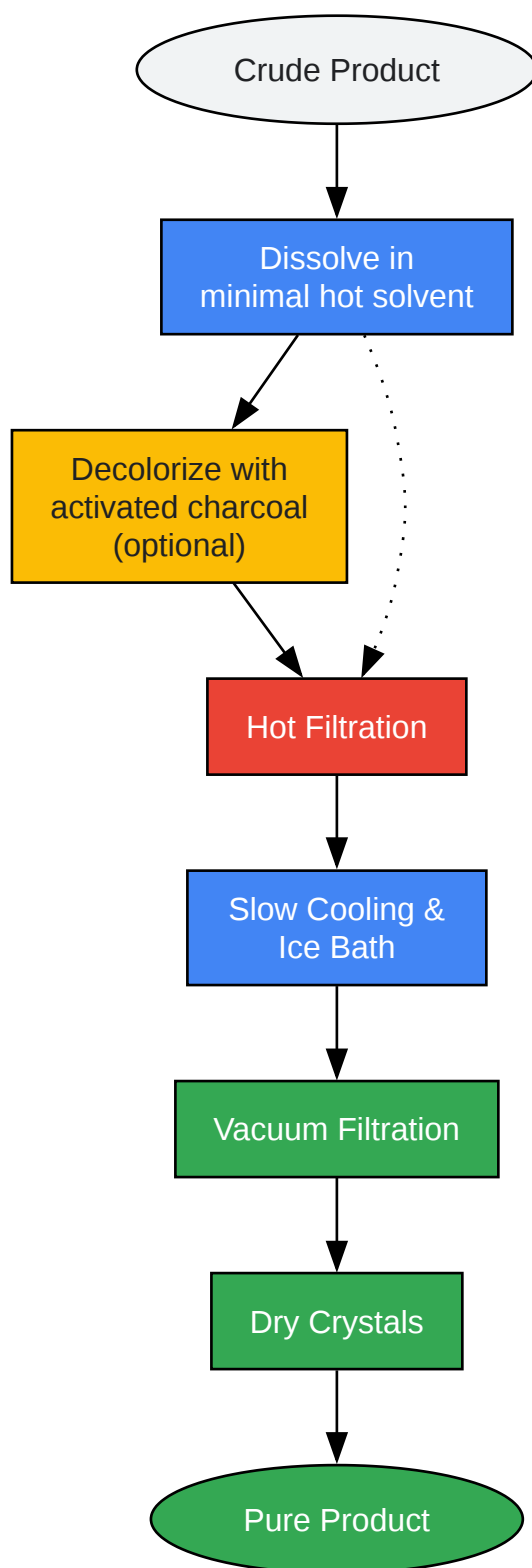 Crude Product
Dissolve in
minimal hot solvent
Decolorize with
activated charcoal
(optional)
Hot Filtration
Slow Cooling &
Ice Bath
Vacuum Filtration
Dry Crystals
Pure Product